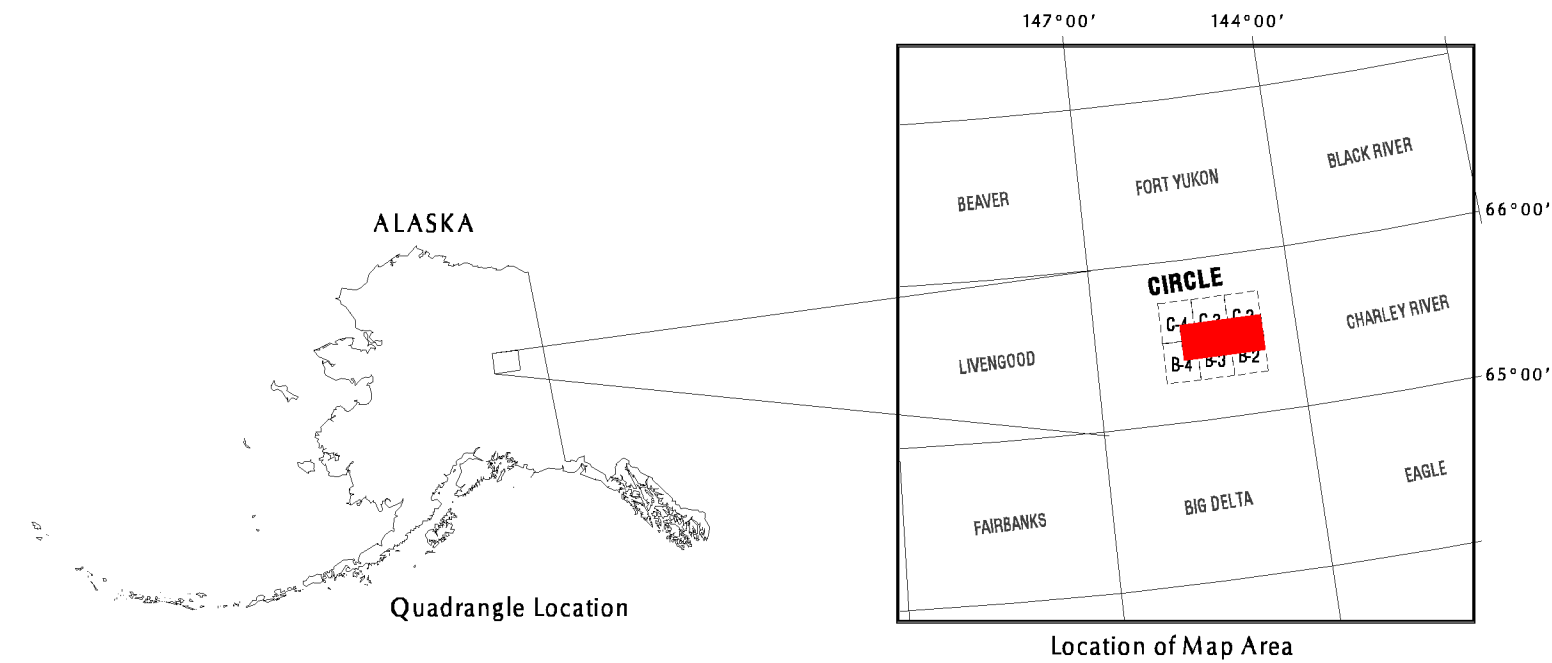 147°00’ 144°00’
BLACK RIVER
FORT YUKON
BEAVER
66°00’
ALASKA
CIRCLE
C-4 C-3 C-2
CHARLEY RIVER
LIVENGOOD
B-4 B-3 B-2
65°00’
EAGLE
BIG DELTA
FAIRBANKS
Quadrangle Location
Location of Map Area